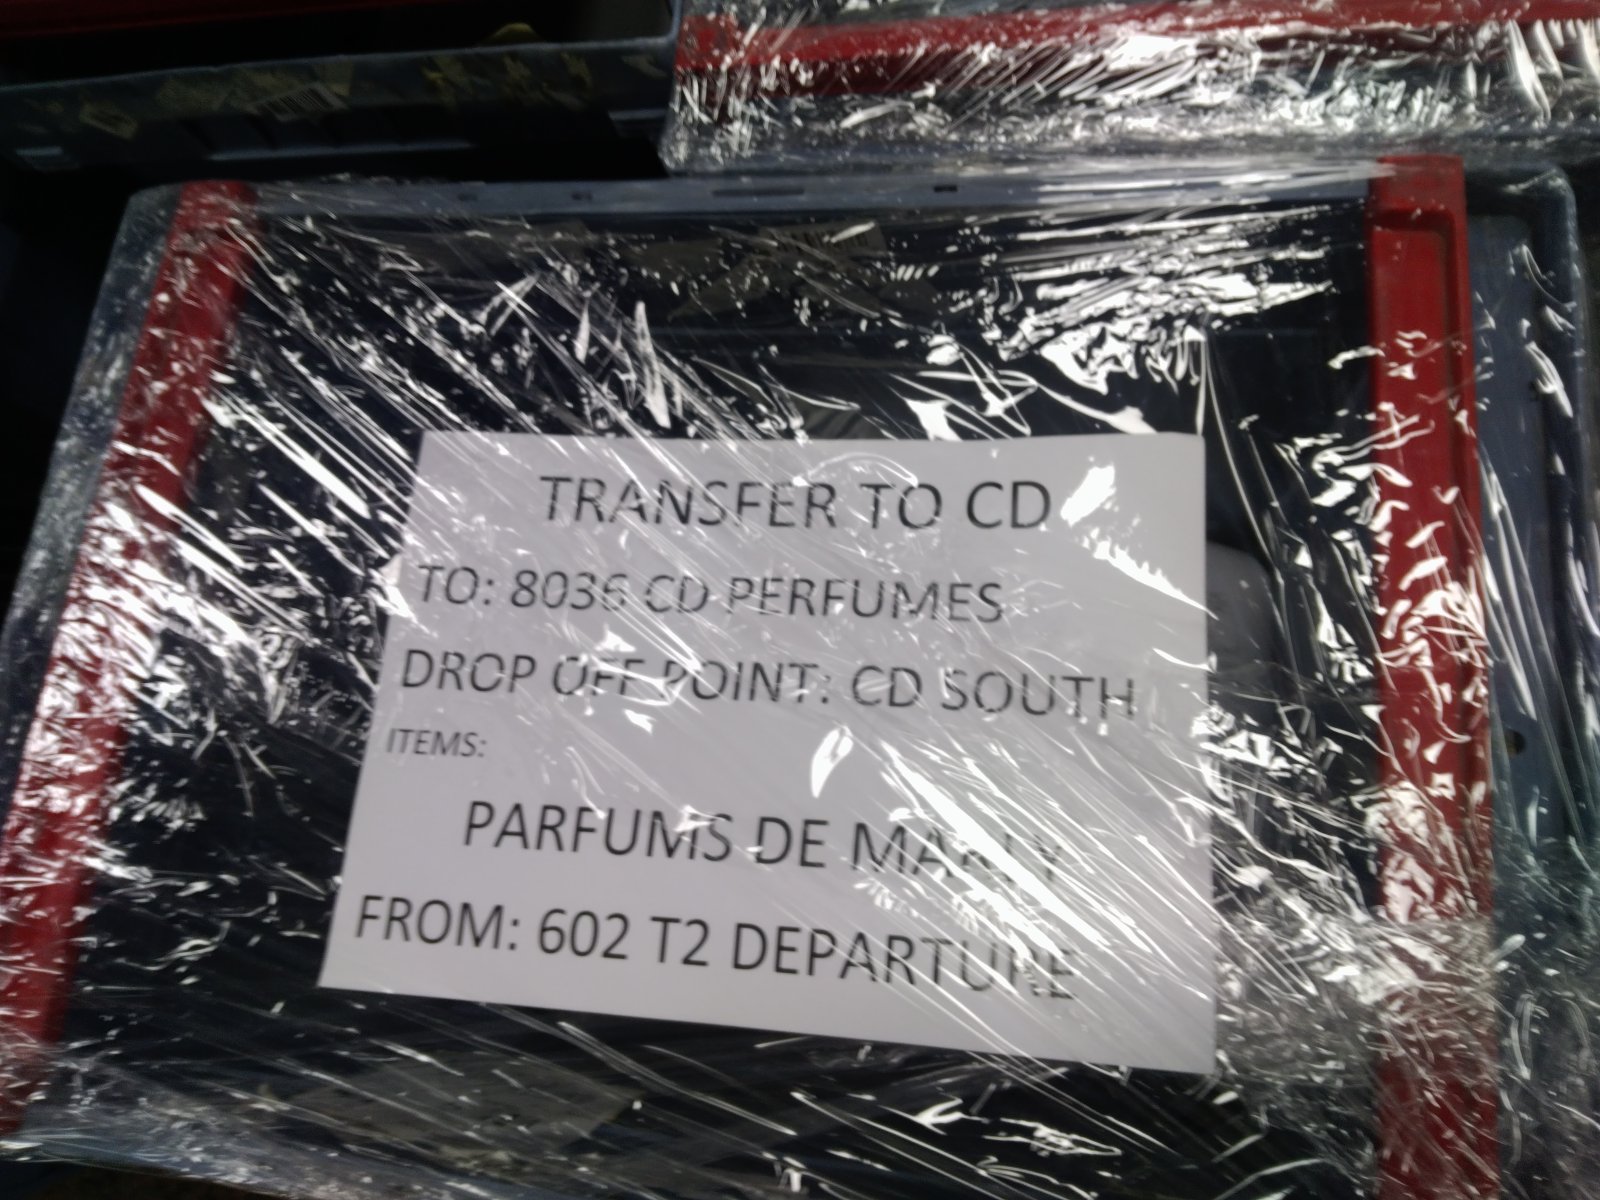 TRANSFER TO CD
TO: 8036 CD PERFUMES
DROP OFF POINT: CD SOUTH
ITEMS:
PARFUMS DE MARLY
FROM: 602 T2 DEPARTURE